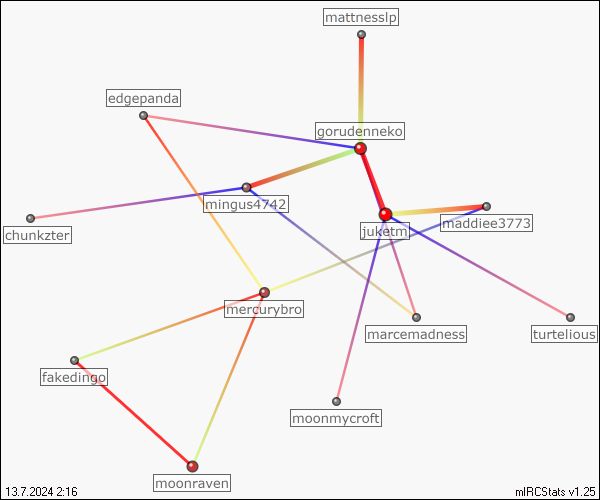 mattnesslp
edgepanda
gorudenneko
mingus4742
maddiee3773
juketm
chunkzter
mercurybro
marcemadness
turtelious
fakedingo
moonmycroft
moonraven
13.7.2024 2:16
mIRCStats v1.25